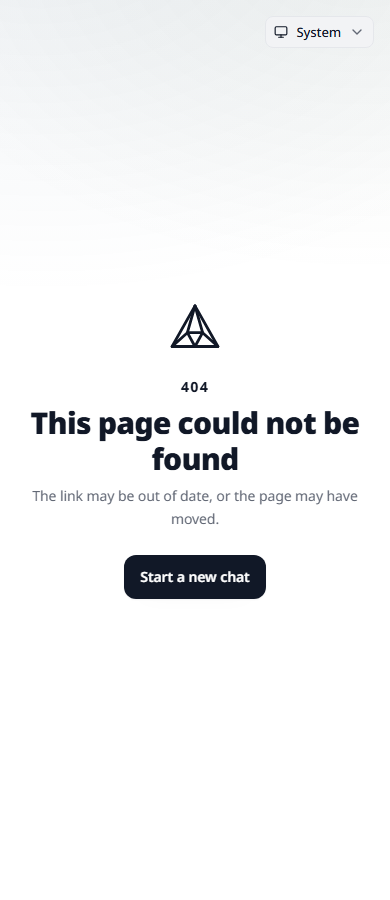 System
404
This page could not be
found
The link may be out of date, or the page may have
moved.
Start a new chat